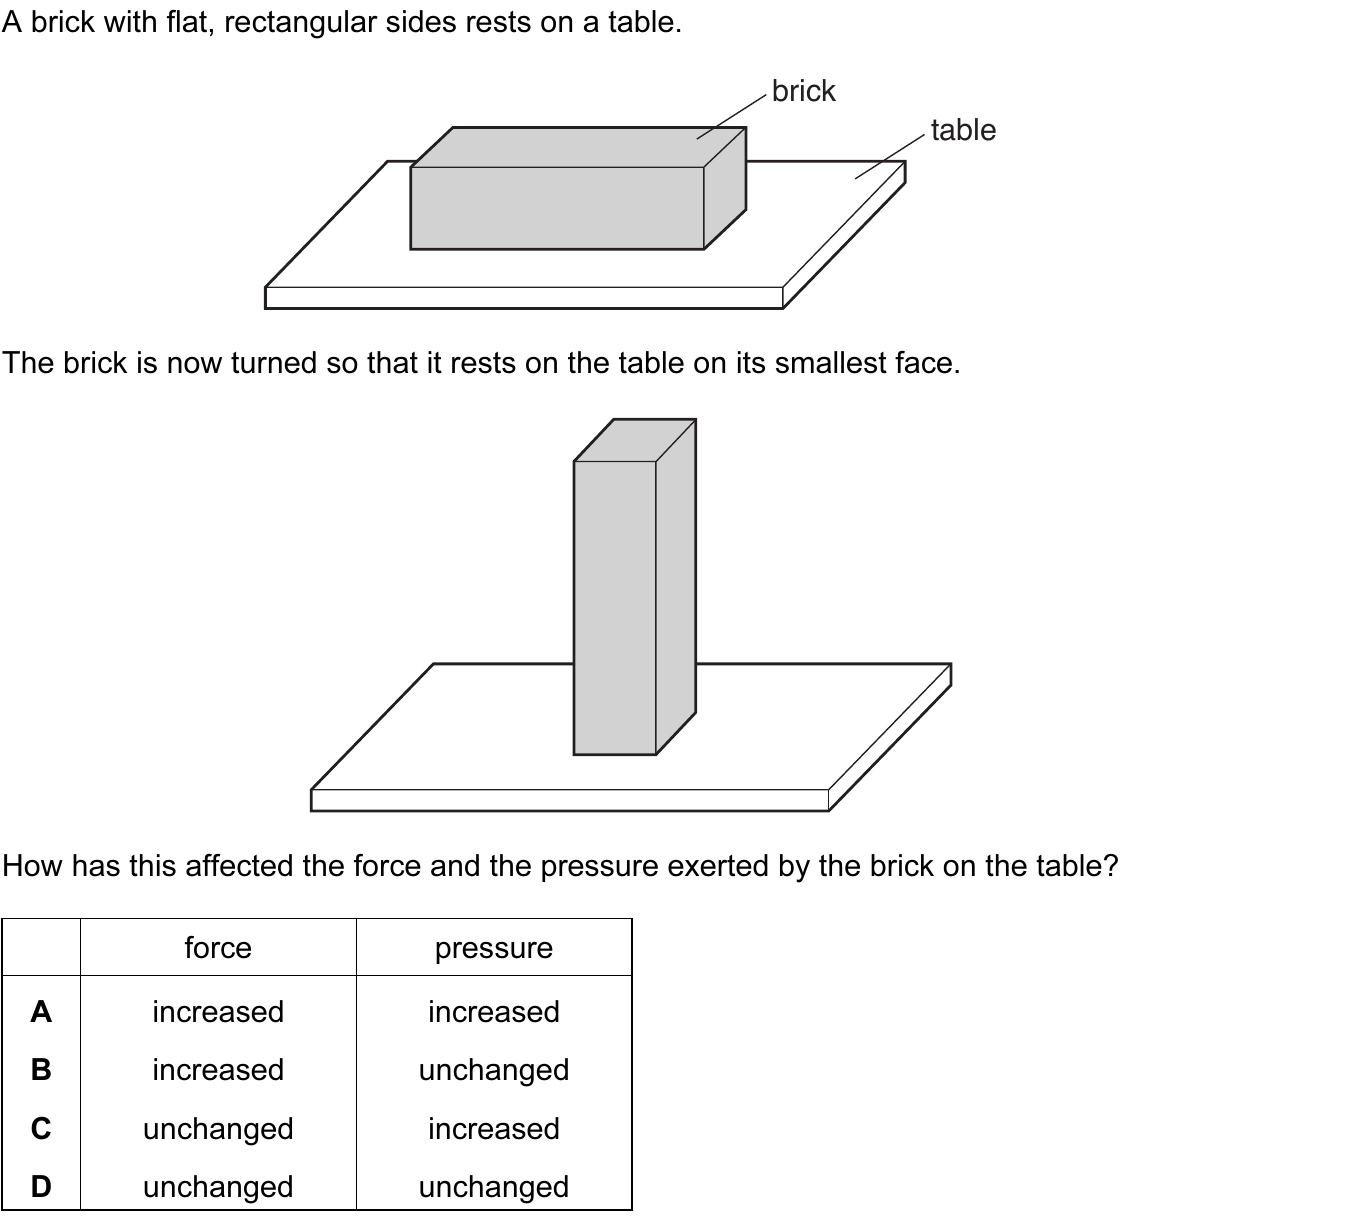 A brick with flat, rectangular sides rests on a table.
brick
table
The brick is now turned so that it rests on the table on its smallest face.
How has this affected the force and the pressure exerted by the brick on the table?
force pressure
A increased increased
B increased unchanged
C unchanged increased
D unchanged unchanged